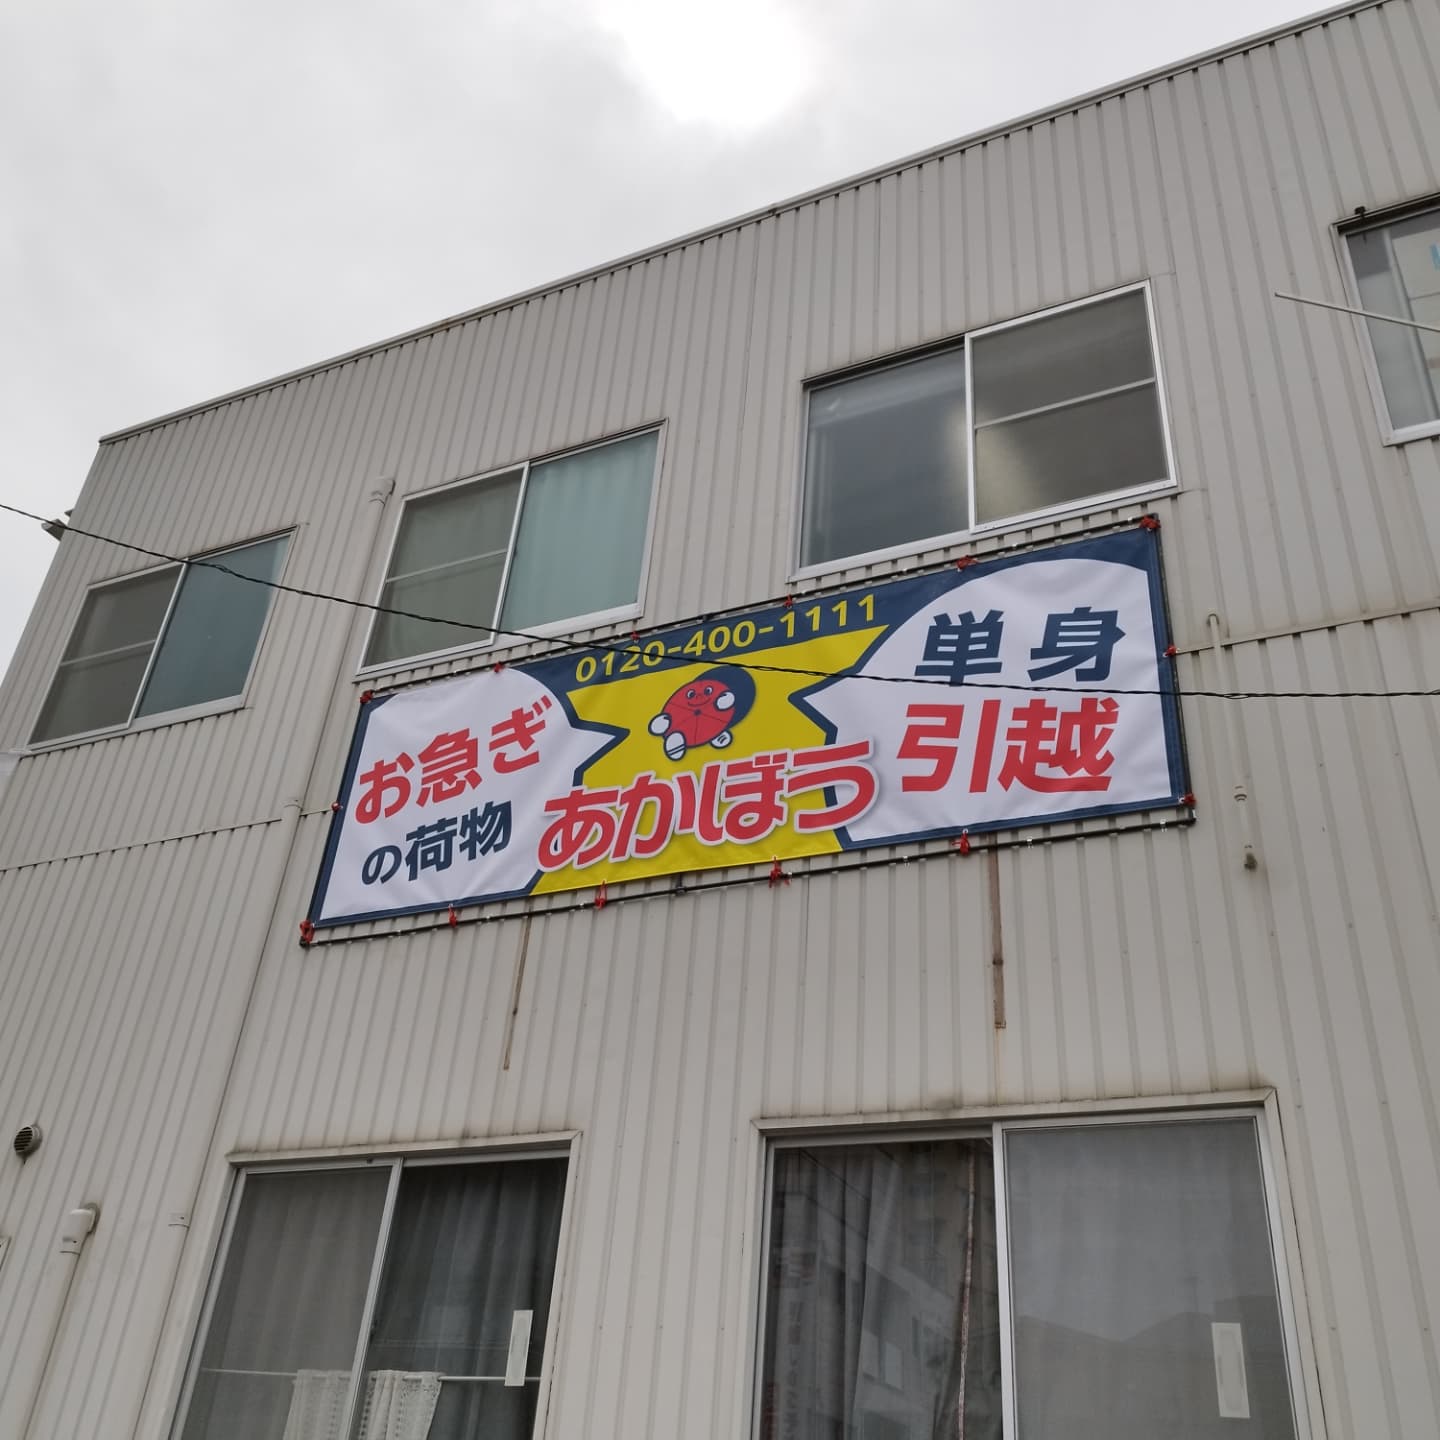 0120-400-1111
お急ぎ
の荷物
あかぼう
単身
引越